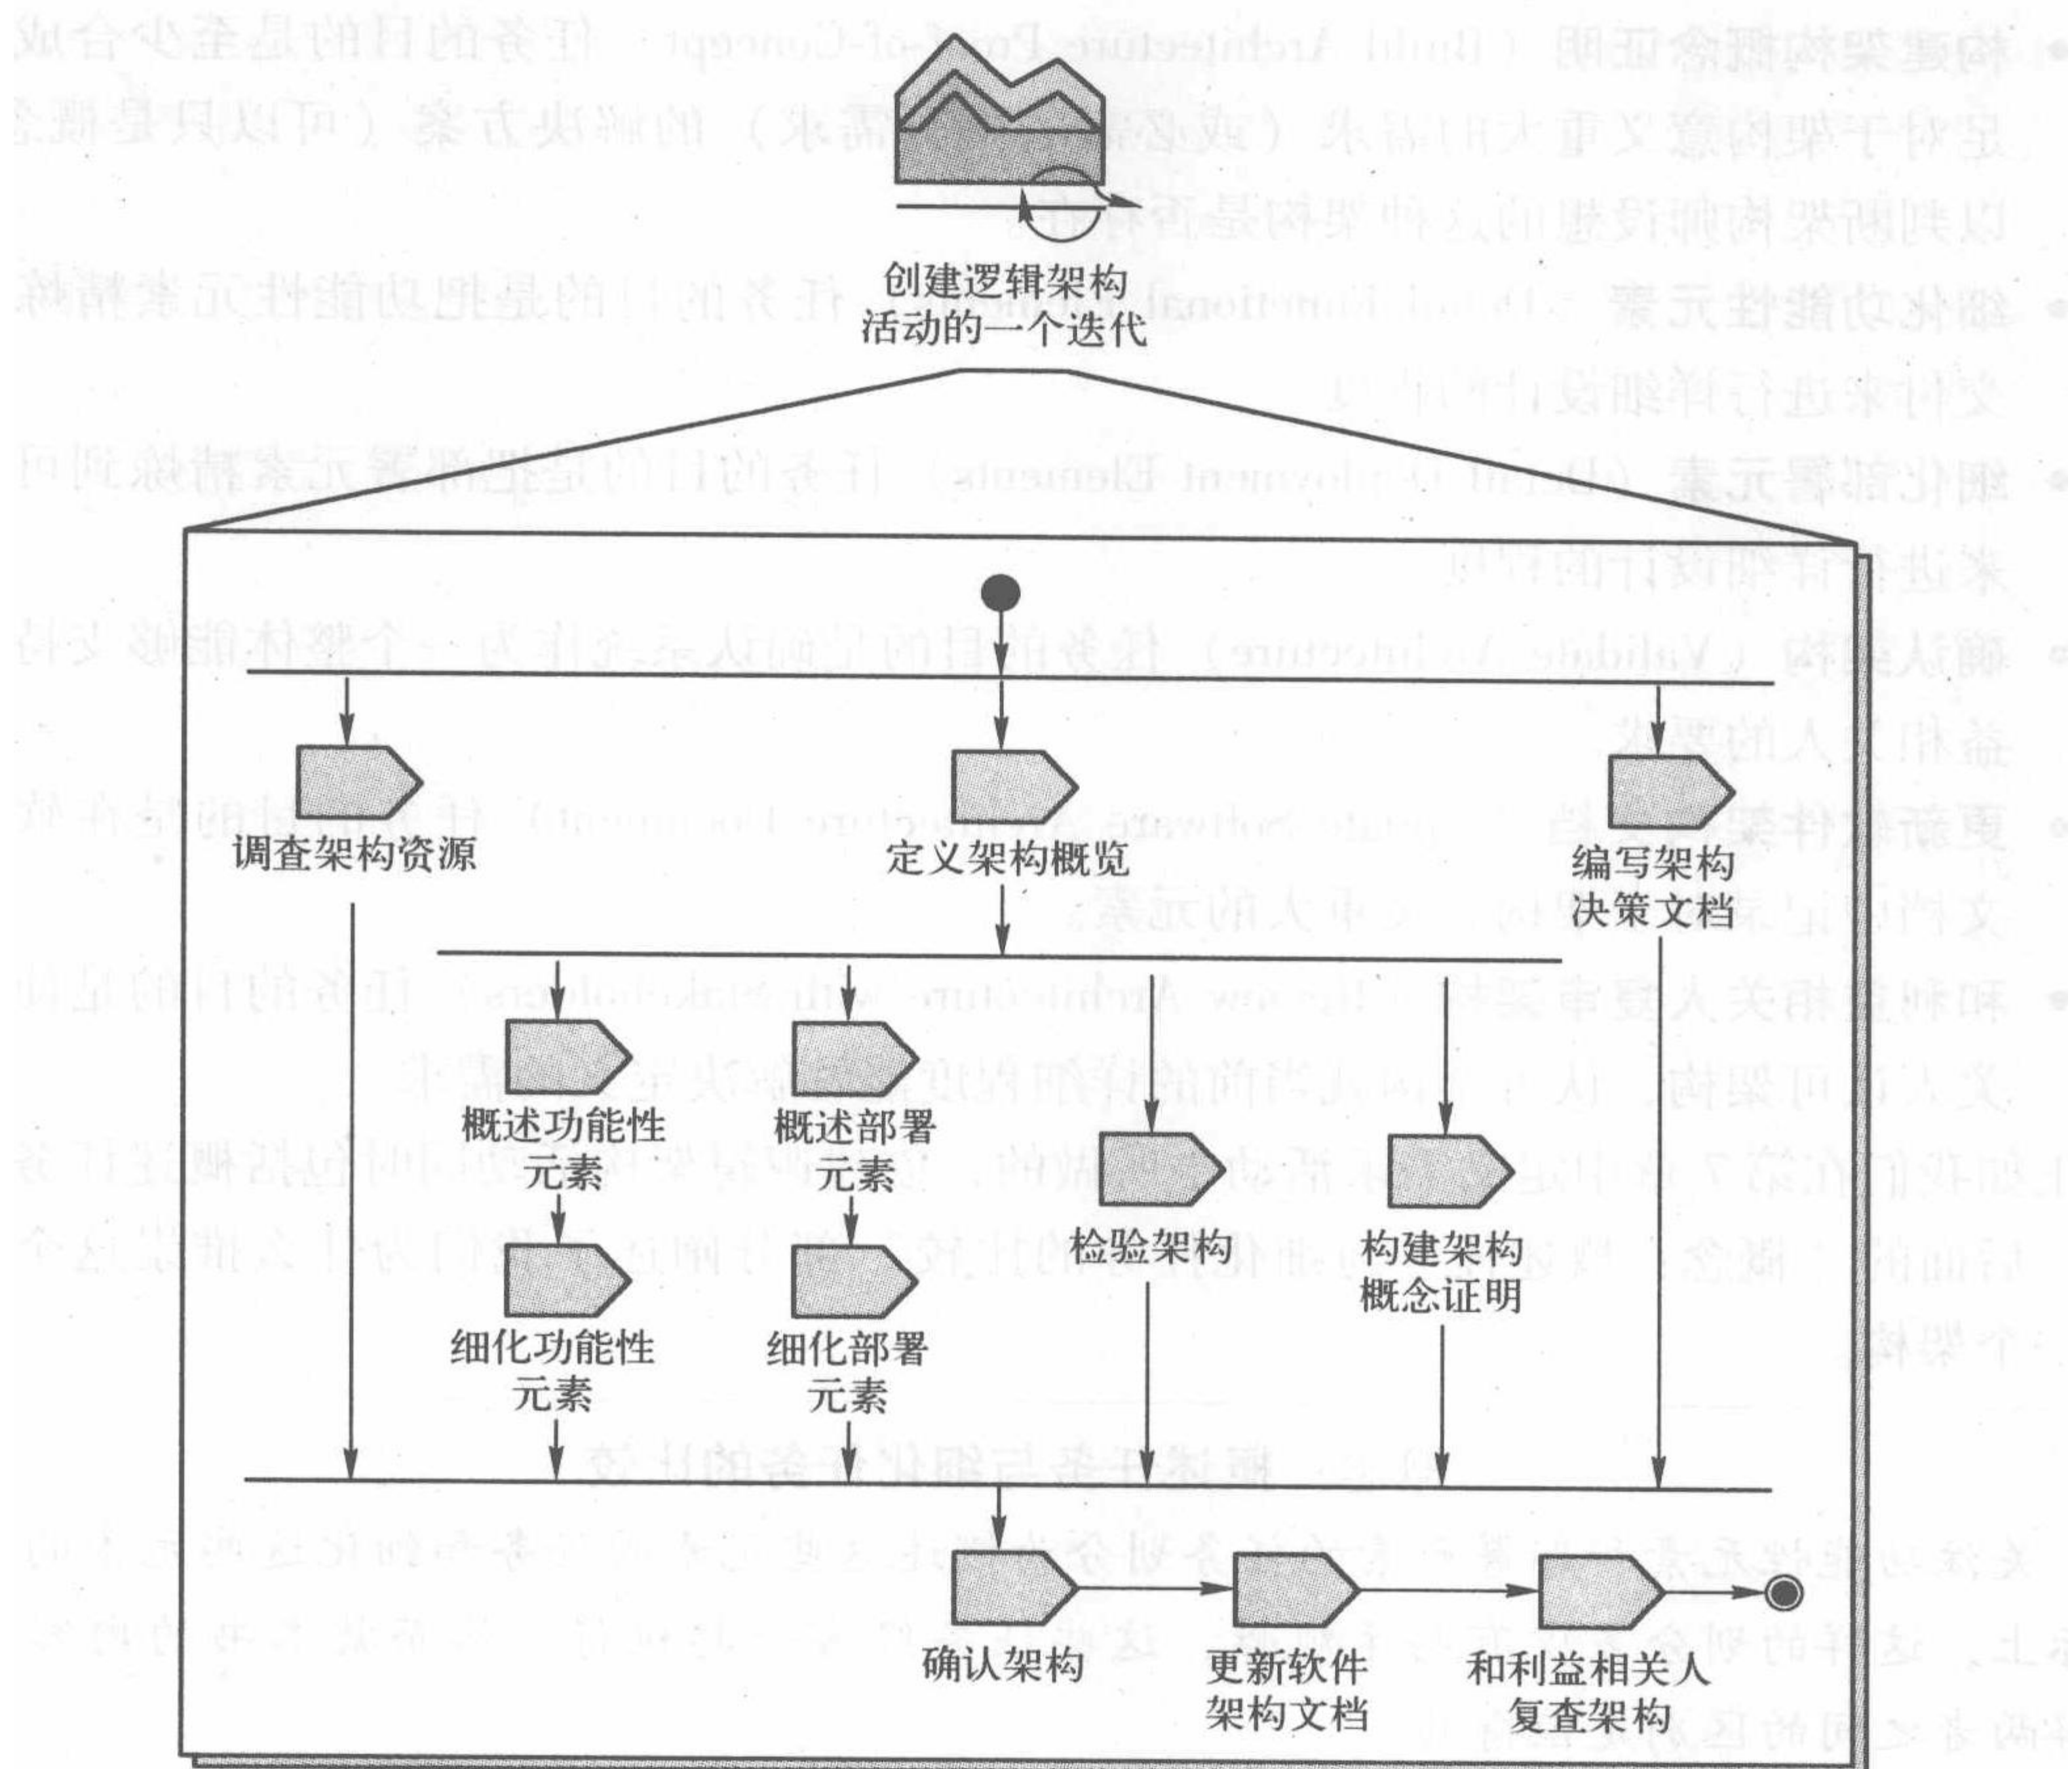 创建逻辑架构
活动的一个迭代
调查架构资源
定义架构概览
编写架构
决策文档
概述功能性
元素
概述部署
元素
检验架构
构建架构
概念证明
细化功能性
元素
细化部署
元素
确认架构
更新软件
架构文档
和利益相关人
复查架构